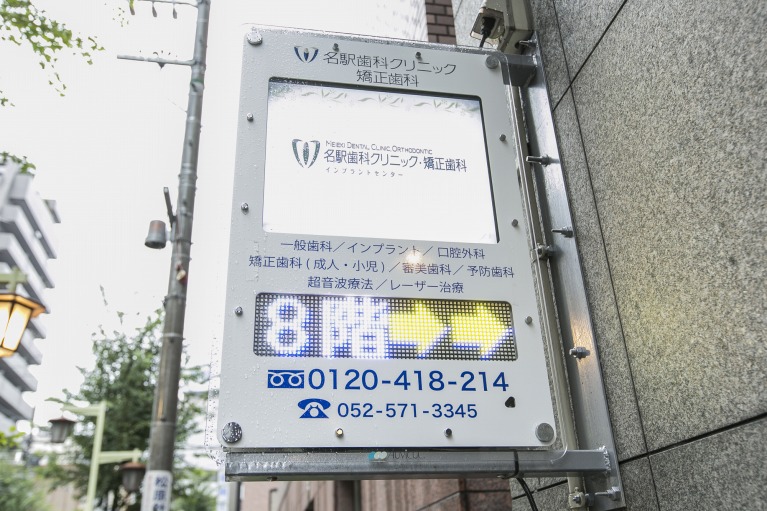 名駅歯科クリニック
矯正歯科
MEIEKI DENTAL CLINIC ORTHODONTIC
名駅歯科クリニック・矯正歯科
インプラントセンター
一般歯科／インプラント／口腔外科
矯正歯科(成人・小児)／審美歯科／予防歯科
超音波療法／レーザー治療
8階→→
0120-418-214
052-571-3345